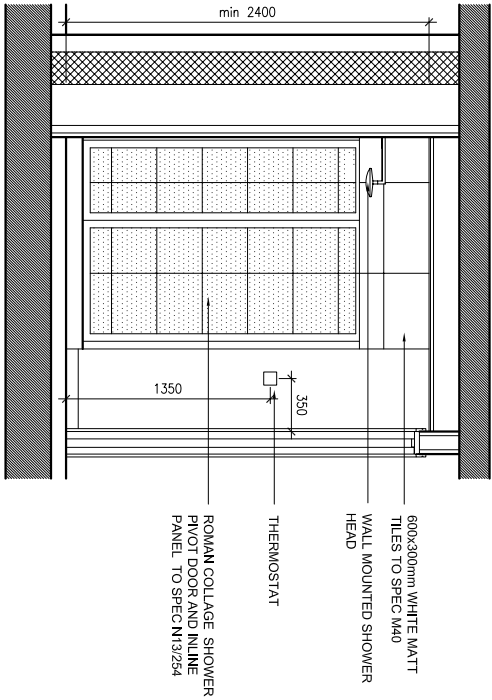 min 2400
1350
350
600x300mm WHITE MATT
TILES TO SPEC M40
WALL MOUNTED SHOWER
HEAD
THERMOSTAT
ROMAN COLLAGE SHOWER
PIVOT DOOR AND INLINE
PANEL TO SPEC N13/254